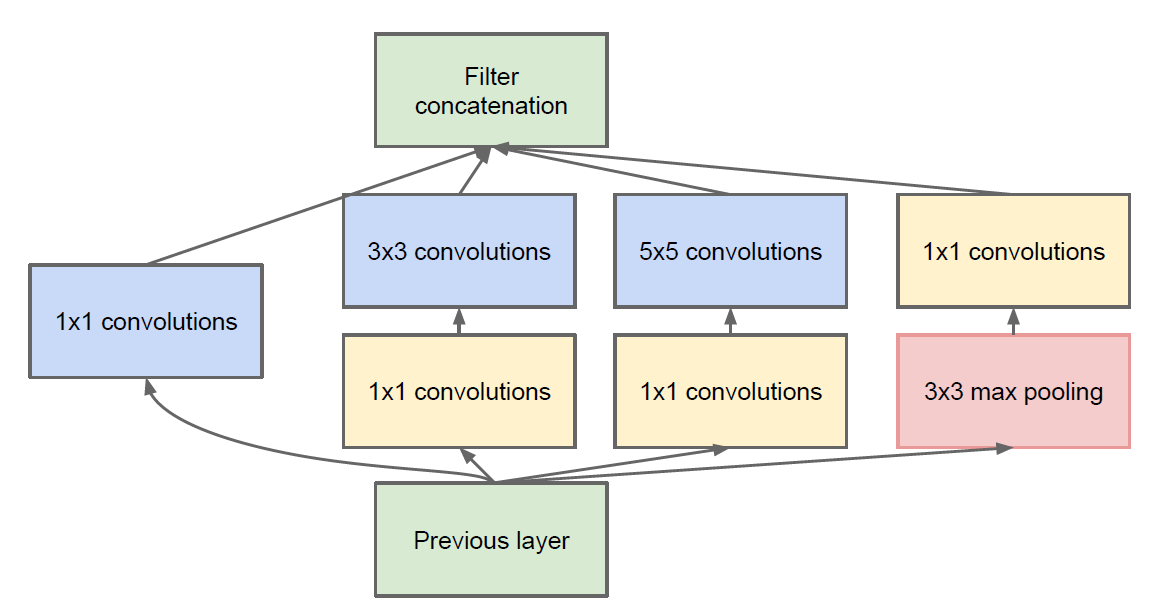 Filter
concatenation
3x3 convolutions
5x5 convolutions
1x1 convolutions
1x1 convolutions
1x1 convolutions
1x1 convolutions
3x3 max pooling
Previous layer